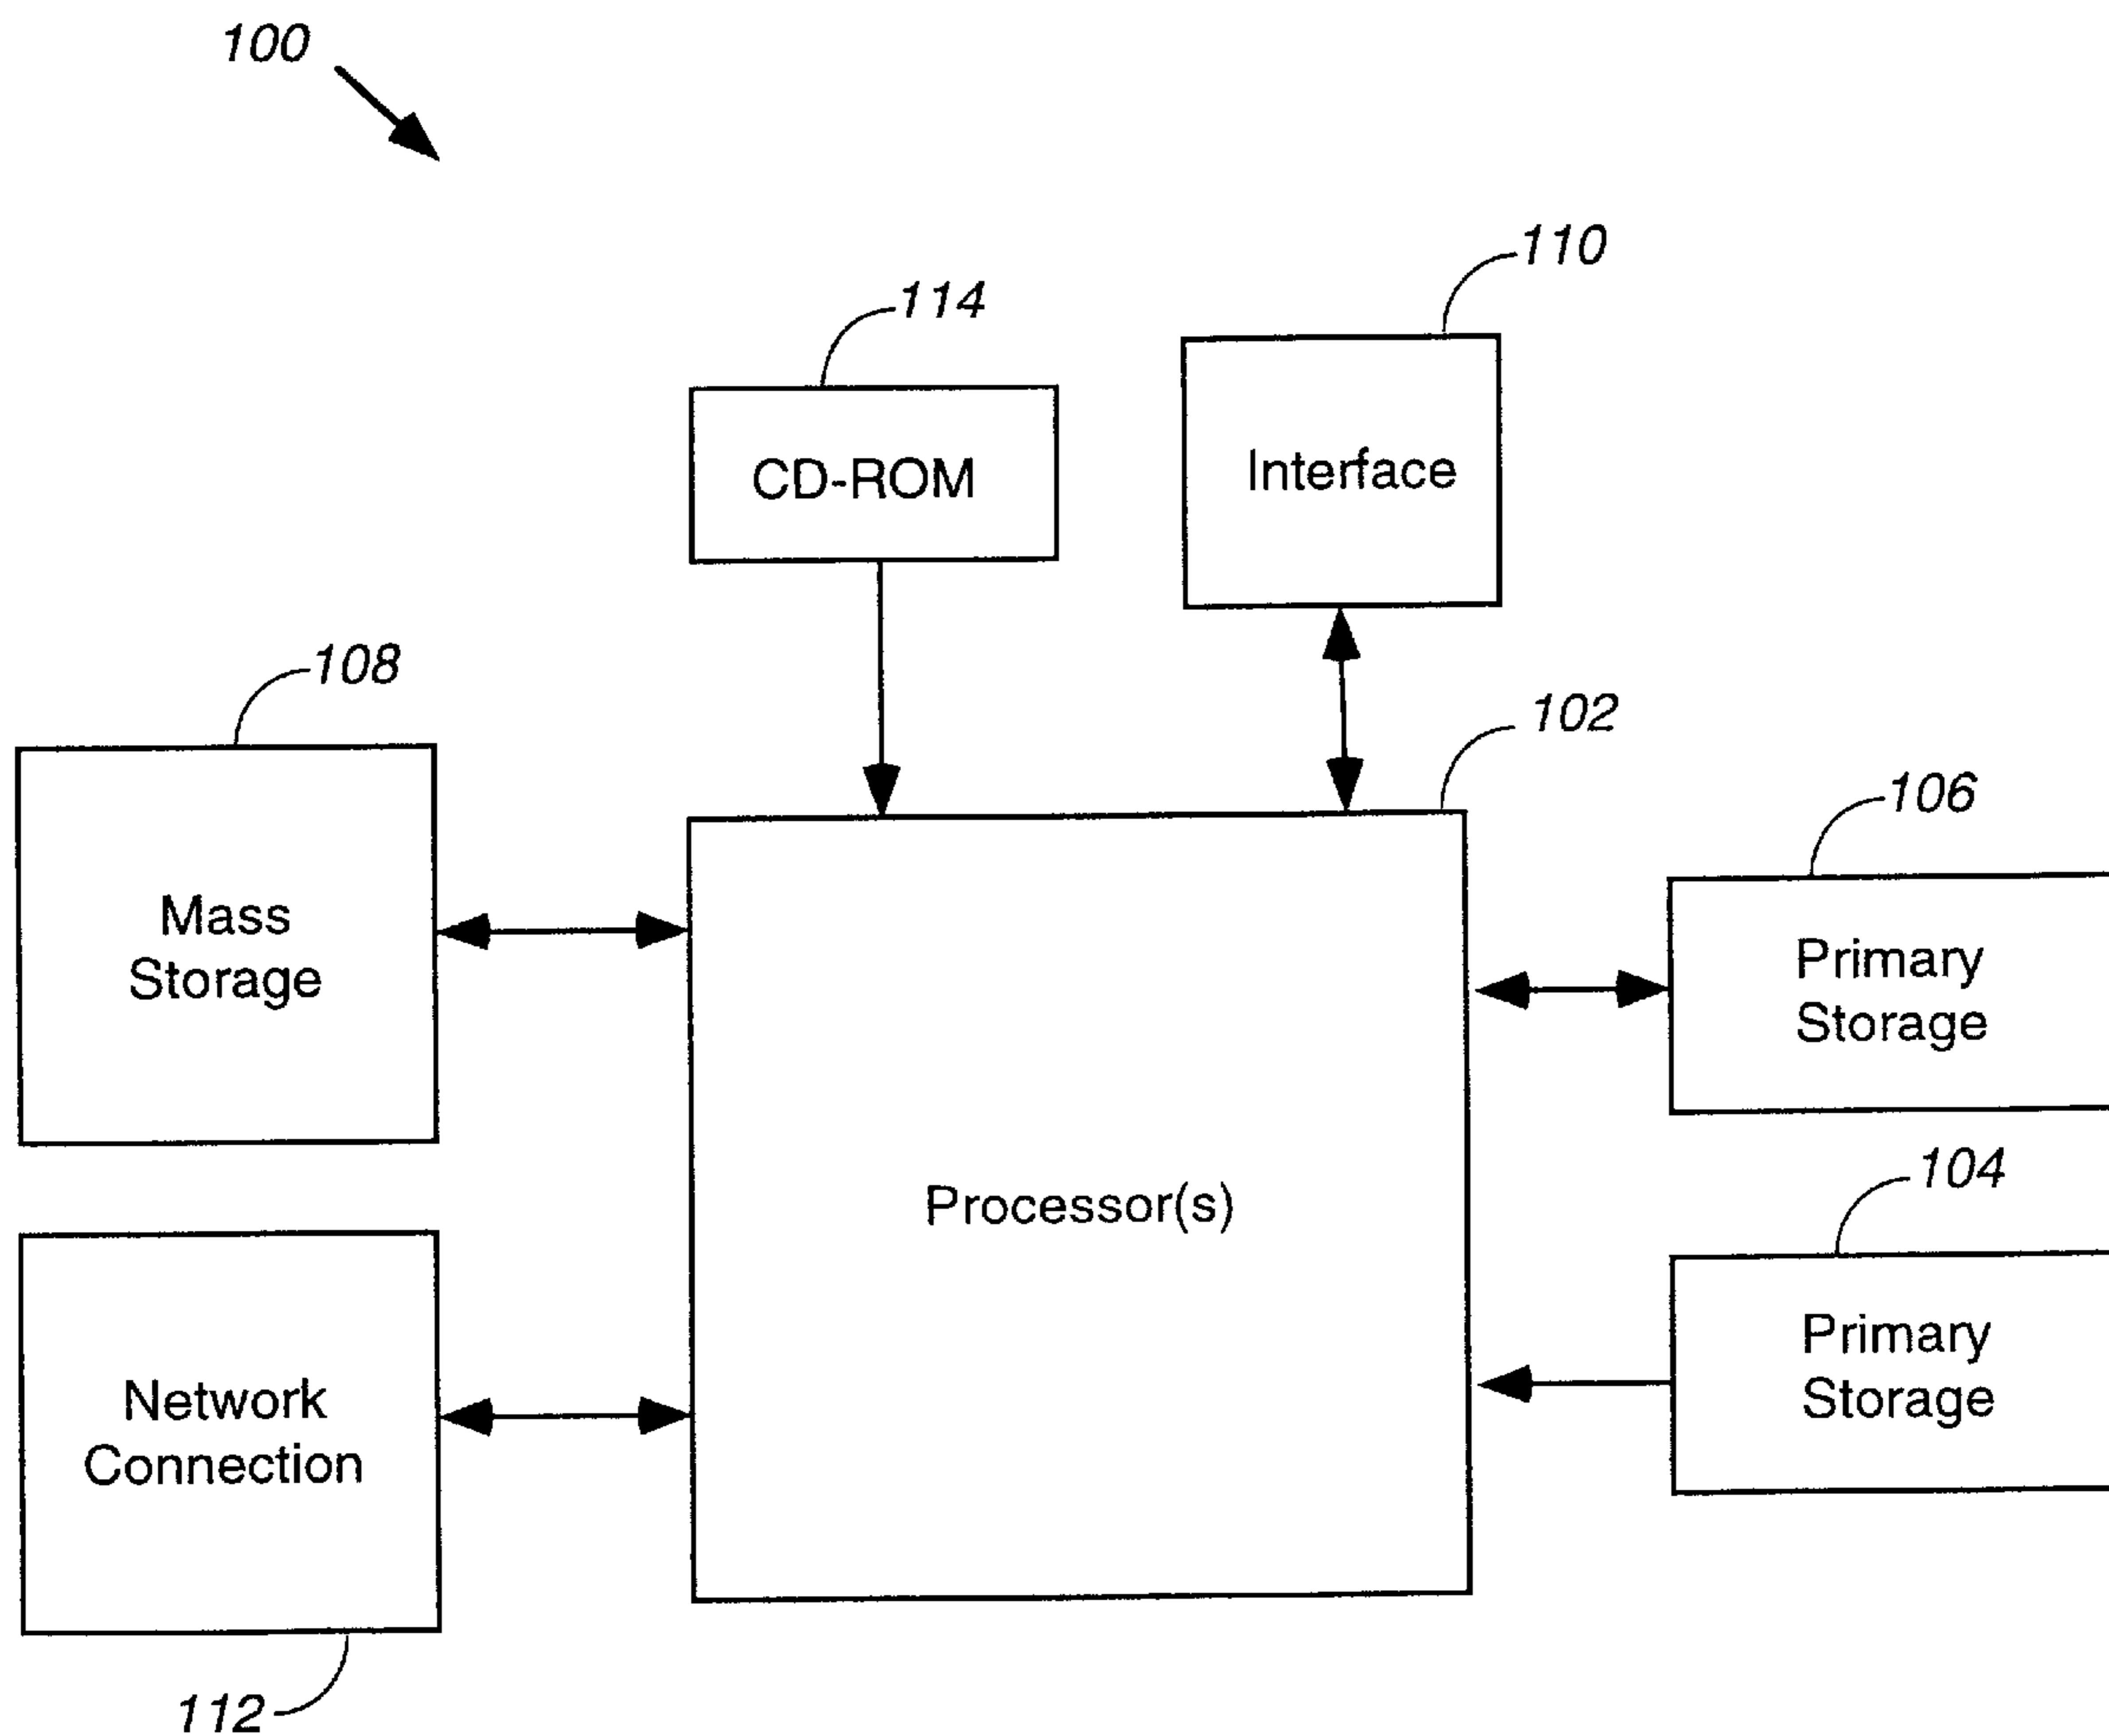 100
110
114
CD-ROM
Interface
108
102
106
Mass
Storage
Primary
Storage
104
Processor(s)
Primary
Storage
Network
Connection
112